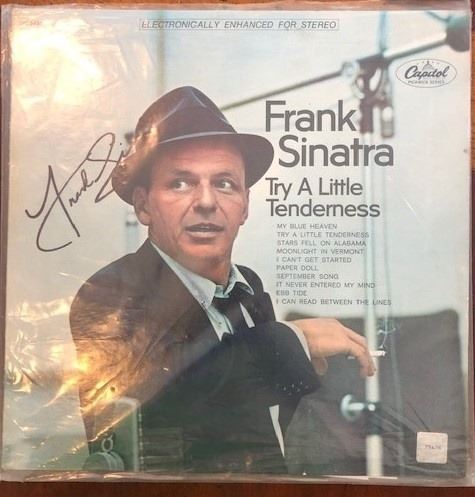 ELECTRONICALLY ENHANCED FOR STEREO
Capitol
Frank
Sinatra
Try A Little
Tenderness
MY BLUE HEAVEN
TRY A LITTLE TENDERNESS
STARS FELL ON ALABAMA
MOONLIGHT IN VERMONT
I CAN'T GET STARTED
PAPER DOLL
SEPTEMBER SONG
IT NEVER ENTERED MY MIND
EBB TIDE
I CAN READ BETWEEN THE LINES